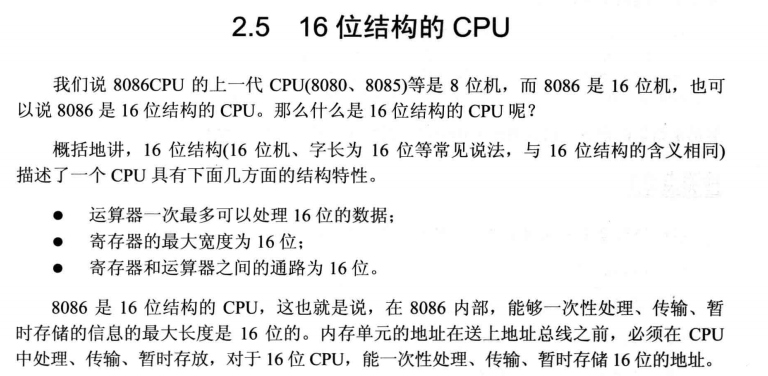 2.5 16 位结构的 CPU
我们说 8086CPU 的上一代 CPU(8080、8085)等是 8 位机，而 8086 是 16 位机，也可
以说 8086 是 16 位结构的 CPU。那么什么是 16 位结构的 CPU 呢？
概括地讲，16 位结构(16 位机、字长为 16 位等常见说法，与 16 位结构的含义相同)
描述了一个 CPU 具有下面几方面的结构特性。
● 运算器一次最多可以处理 16 位的数据；
● 寄存器的最大宽度为 16 位；
● 寄存器和运算器之间的通路为 16 位。
8086 是 16 位结构的 CPU，这也就是说，在 8086 内部，能够一次性处理、传输、暂
时存储的信息的最大长度是 16 位的。内存单元的地址在送上地址总线之前，必须在 CPU
中处理、传输、暂时存放，对于 16 位 CPU，能一次性处理、传输、暂时存储 16 位的地址。